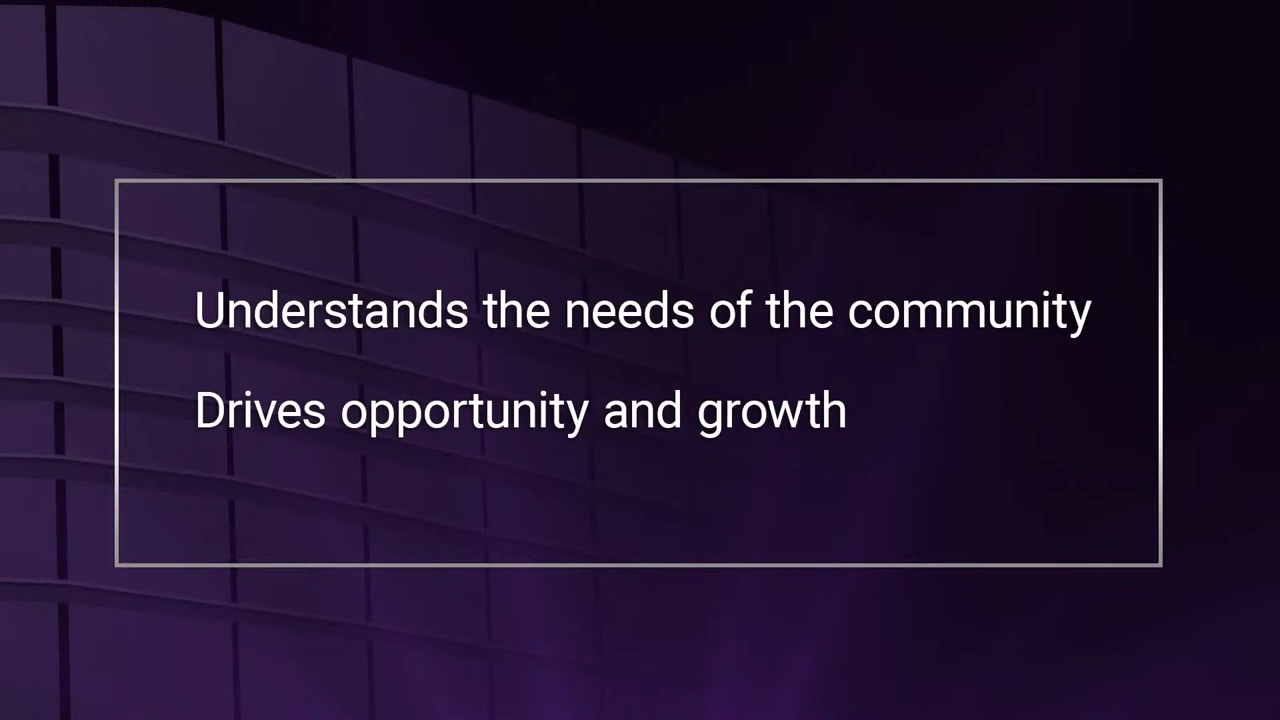 Understands the needs of the community
Drives opportunity and growth